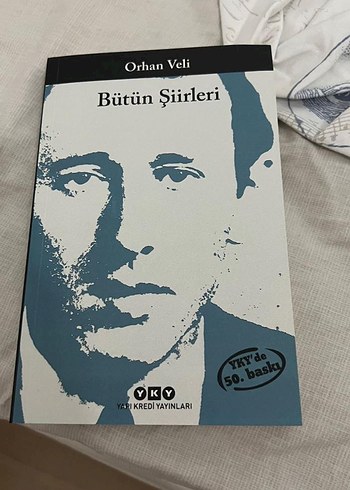 Orhan Veli
Bütün Şiirleri
YKY'de
50. baskı
YKY
YAPI KREDİ YAYINLARI